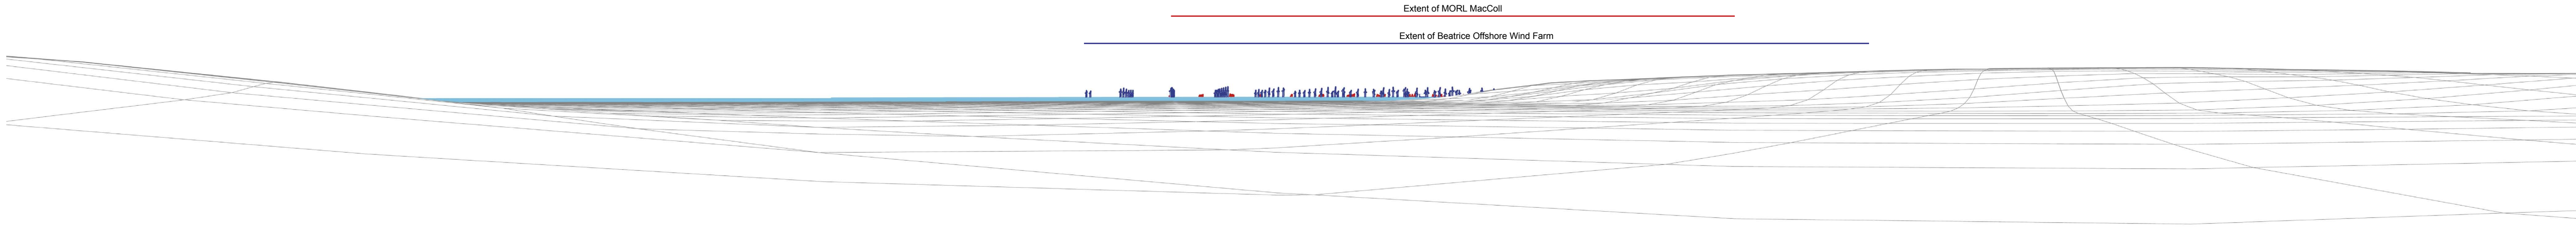 Extent of MORL MacColl
Extent of Beatrice Offshore Wind Farm